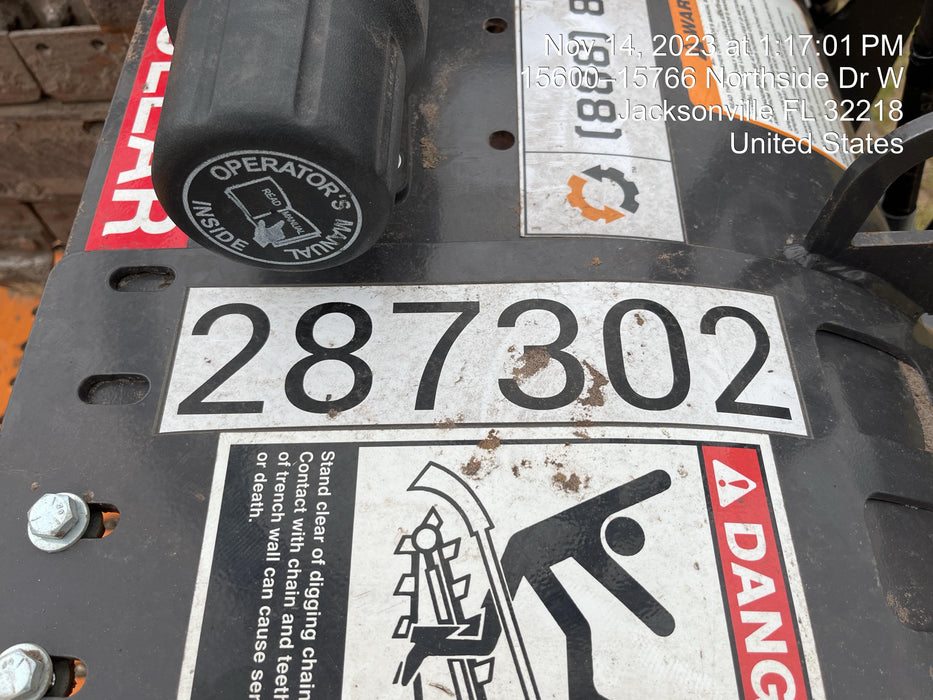 Nov 14, 2023 at 1:17:01 PM
15600–15766 Northside Dr W
Jacksonville FL 32218
United States
OPERATOR'S MANUAL
INSIDE
READ MANUAL
287302
Stand clear of digging chain
Contact with chain and teeth
of trench wall can cause
or death.